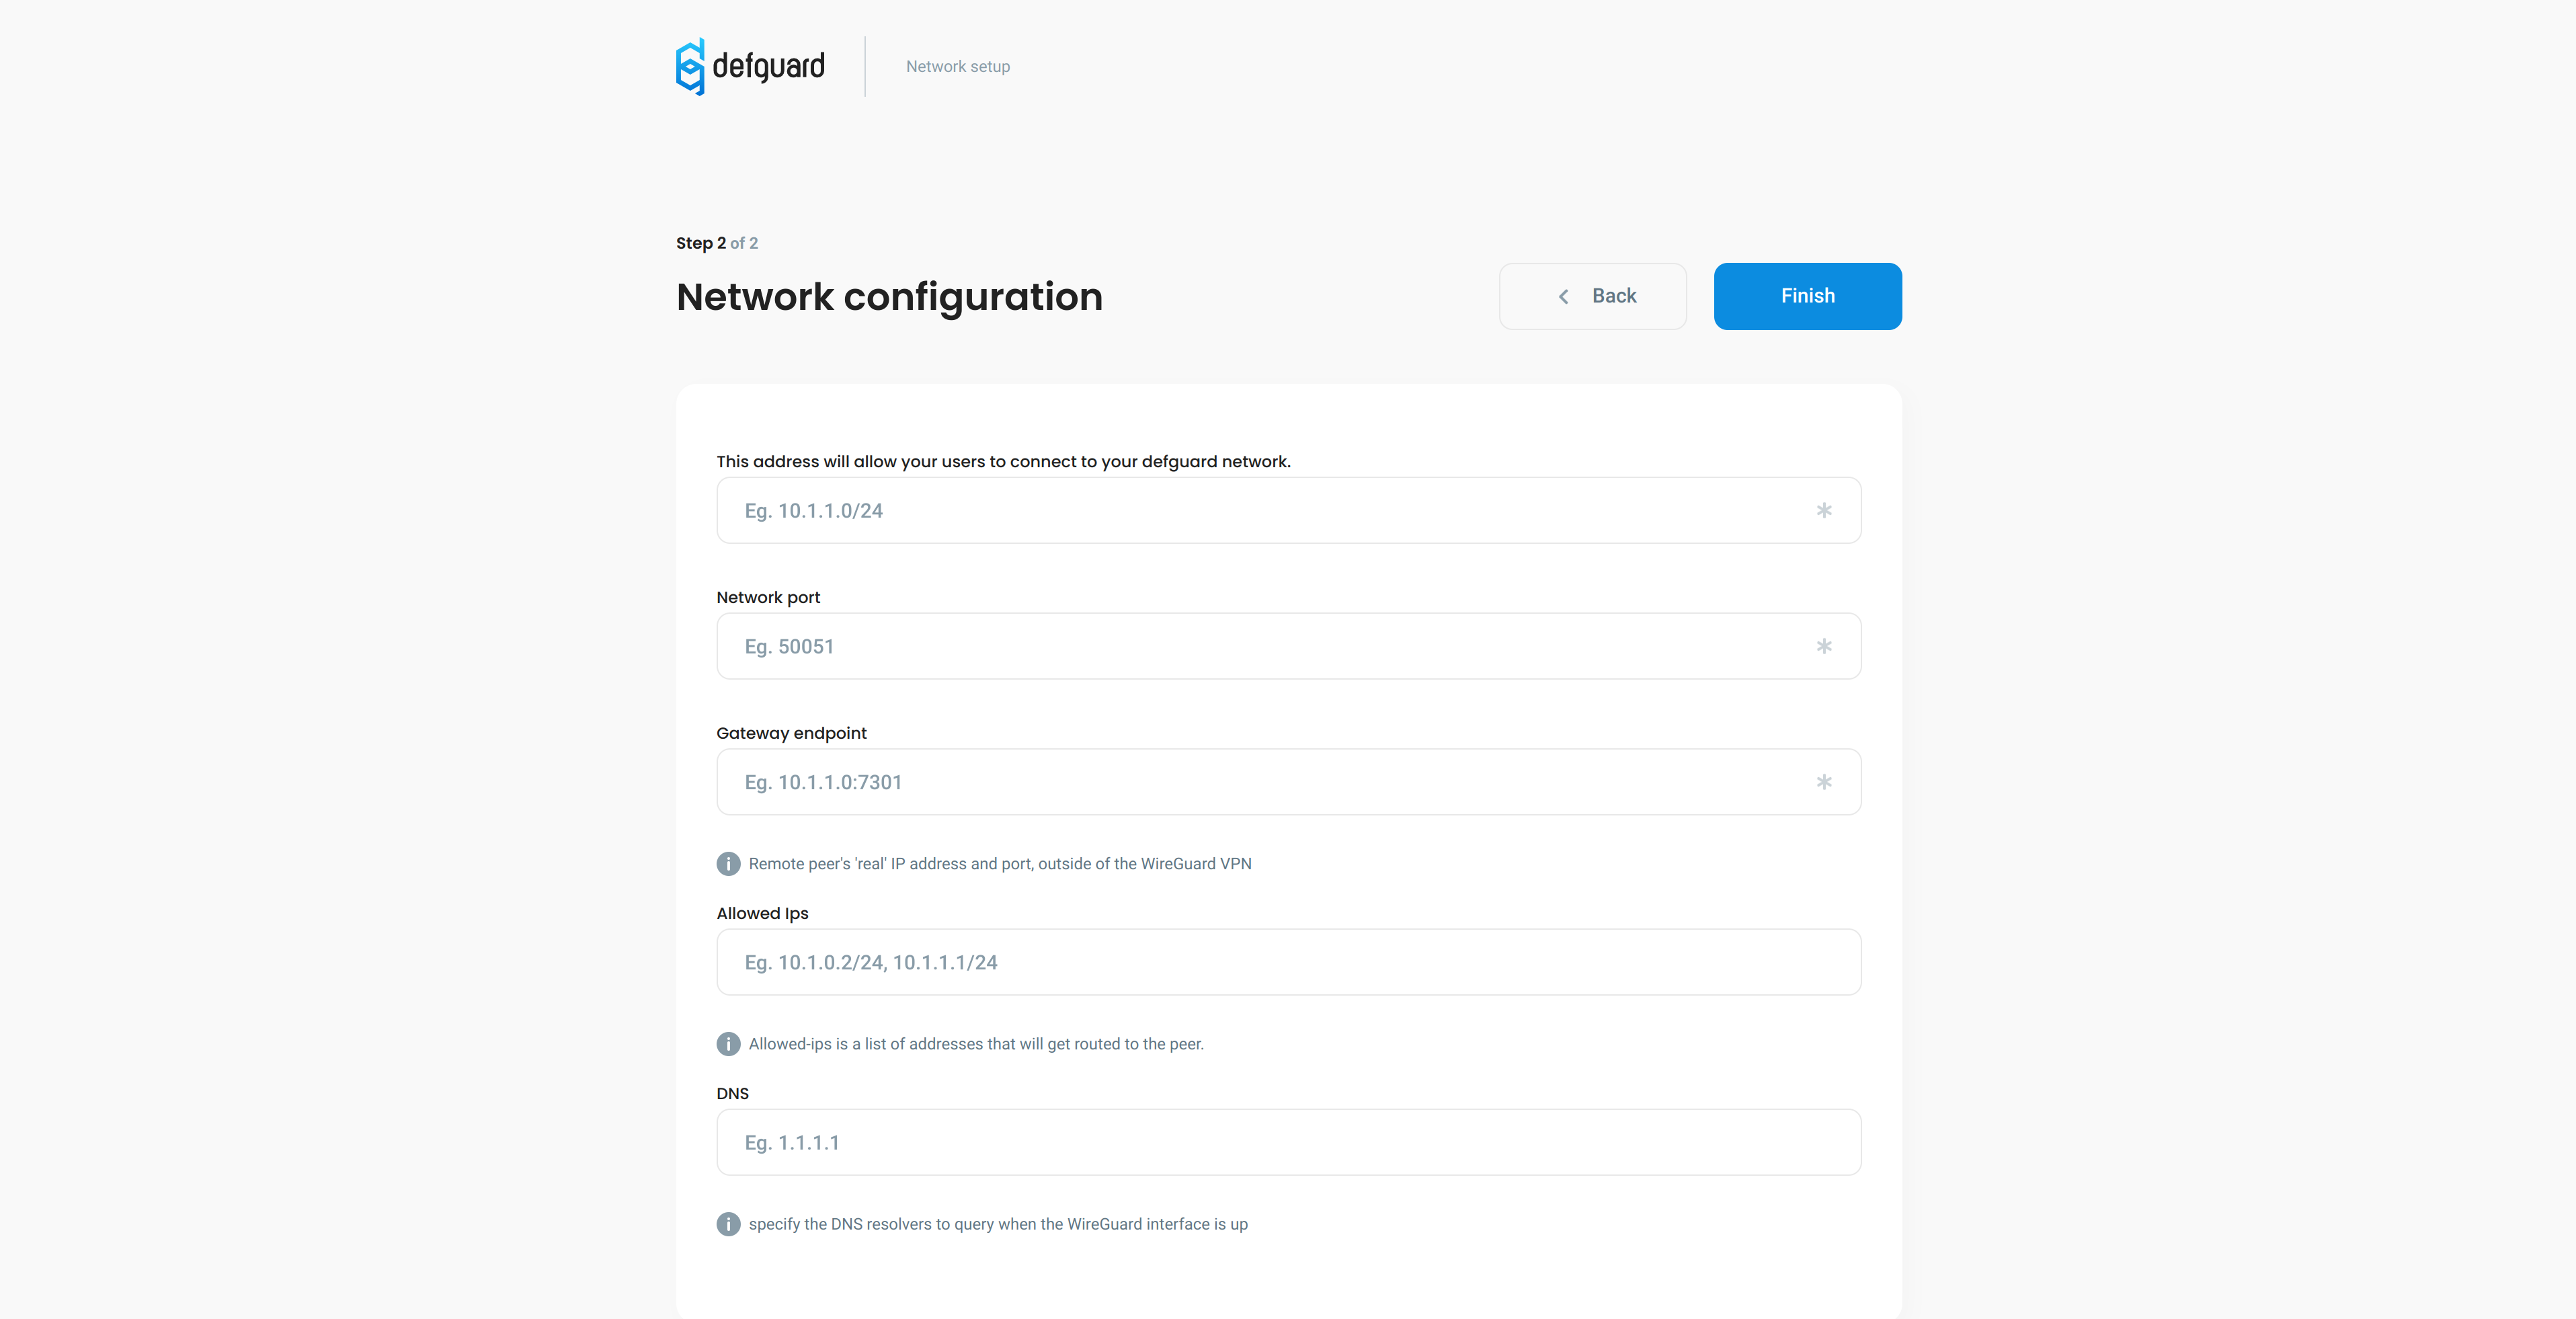 defguard
Network setup
Step 2 of 2
Network configuration
Back
Finish
This address will allow your users to connect to your defguard network.
Eg. 10.1.1.0/24
*
Network port
Eg. 50051
*
Gateway endpoint
Eg. 10.1.1.0:7301
*
Remote peer's 'real' IP address and port, outside of the WireGuard VPN
Allowed Ips
Eg. 10.1.0.2/24, 10.1.1.1/24
Allowed-ips is a list of addresses that will get routed to the peer.
DNS
Eg. 1.1.1.1
specify the DNS resolvers to query when the WireGuard interface is up